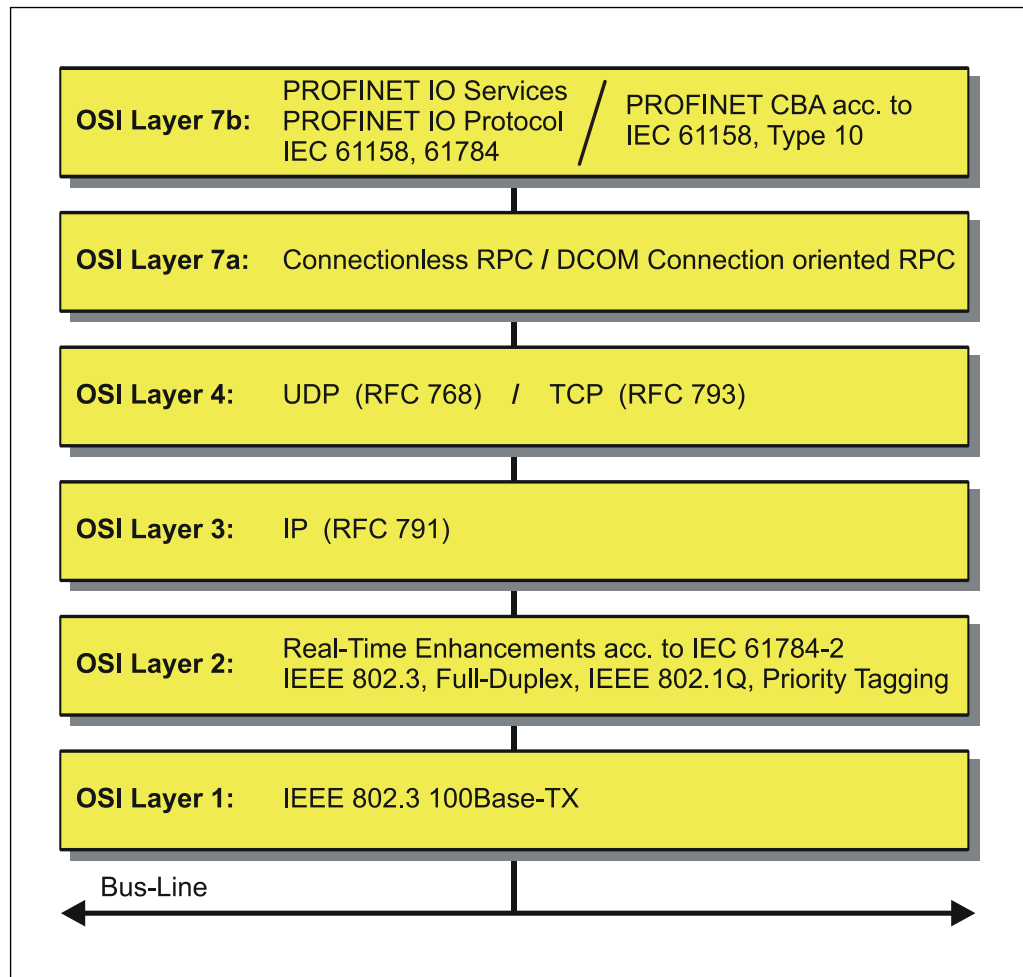 OSI Layer 7b:
PROFINET IO Services
PROFINET IO Protocol
IEC 61158, 61784
/
PROFINET CBA acc. to
IEC 61158, Type 10
OSI Layer 7a: Connectionless RPC / DCOM Connection oriented RPC
OSI Layer 4: UDP (RFC 768) / TCP (RFC 793)
OSI Layer 3: IP (RFC 791)
OSI Layer 2:
Real-Time Enhancements acc. to IEC 61784-2
IEEE 802.3, Full-Duplex, IEEE 802.1Q, Priority Tagging
OSI Layer 1: IEEE 802.3 100Base-TX
Bus-Line